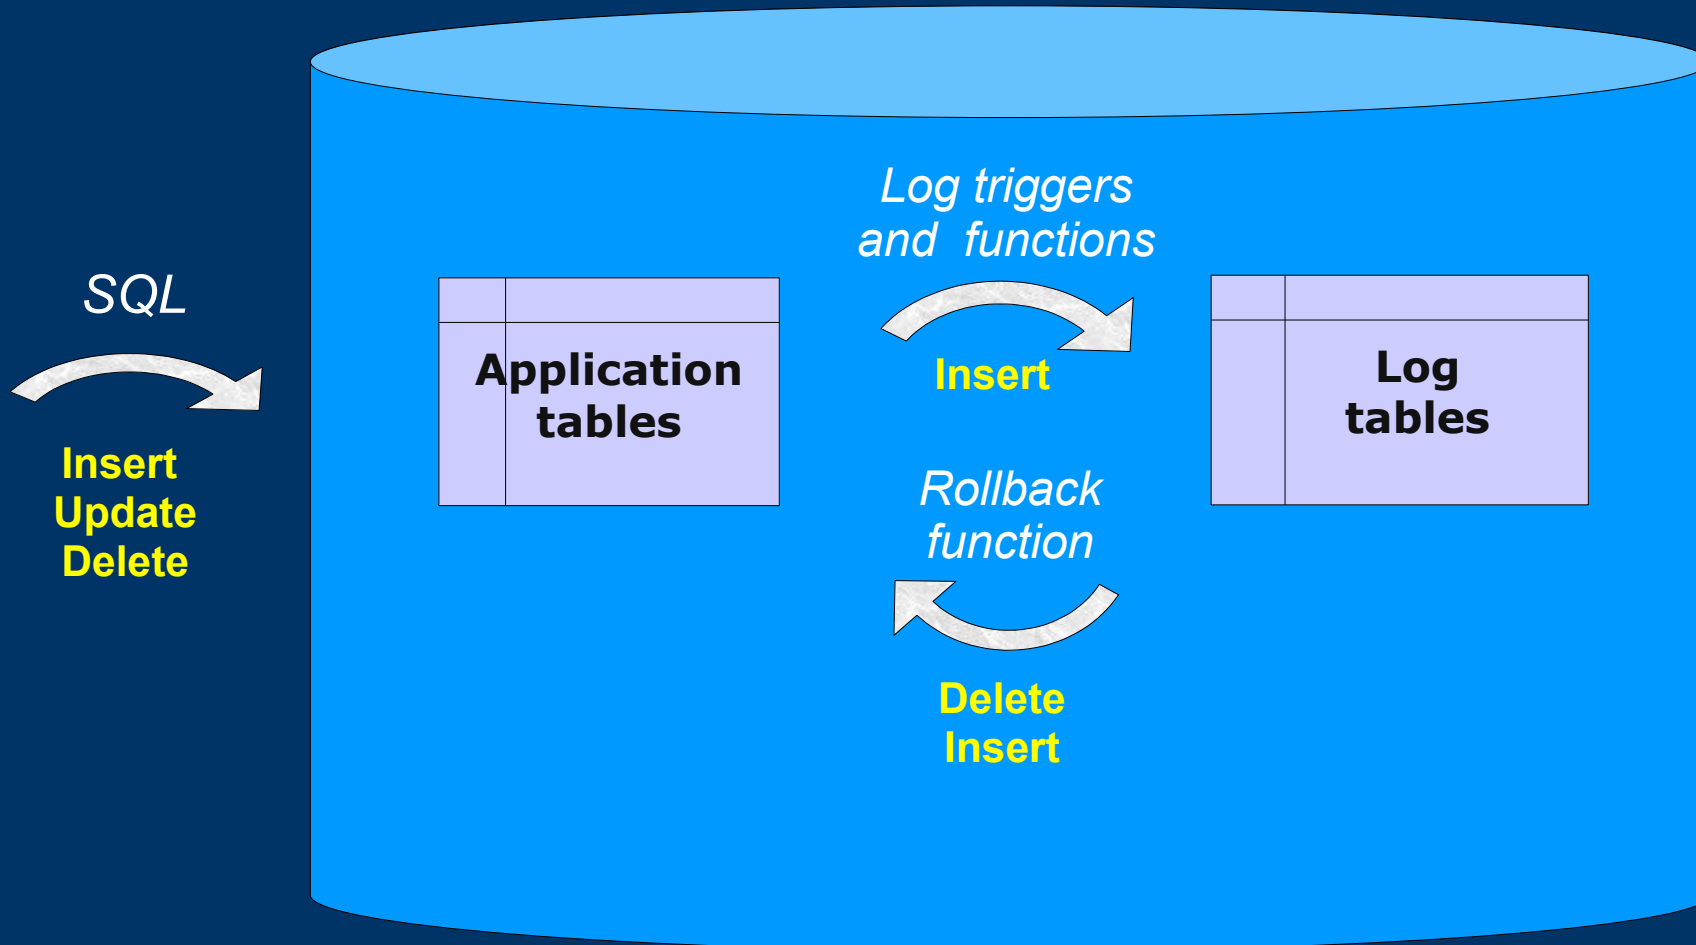 SQL
Insert
Update
Delete
Application
tables
Log triggers
and functions
Insert
Rollback
function
Delete
Insert
Log
tables